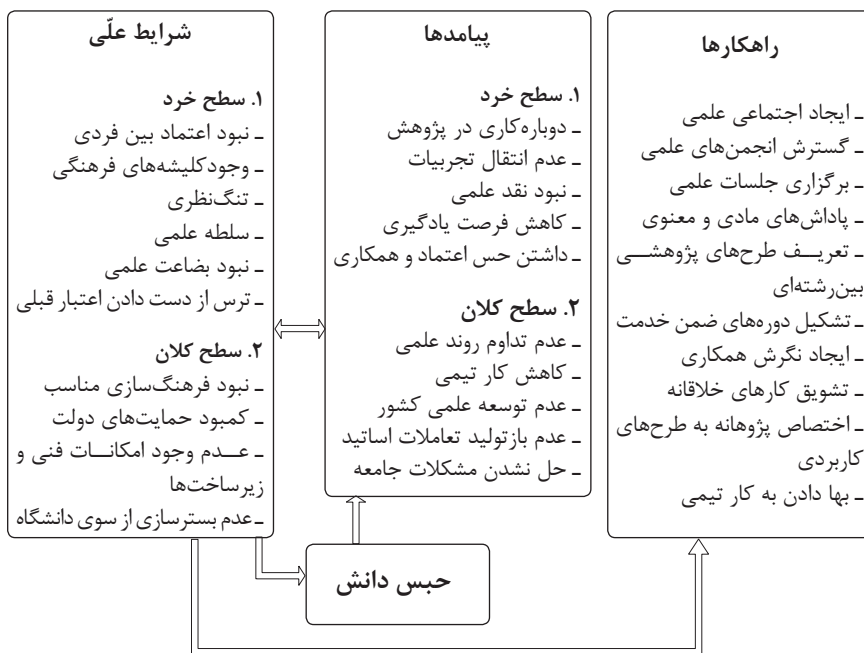 راهکارها
ـ ایجاد اجتماعی علمی
ـ گسترش انجمن‌های علمی
ـ برگزاری جلسات علمی
ـ پاداش‌های مادی و معنوی
ـ تعریـف طرح‌های پژوهشـی
بین‌رشته‌ای
ـ تشکیل دوره‌های ضمن خدمت
ـ ایجاد نگرش همکاری
ـ تشویق کارهای خلاقانه
ـ اختصاص پژوهانه به طرح‌های
کاربردی
ـ بها دادن به کار تیمی
پیامدها
۱. سطح خرد
ـ دوباره‌کاری در پژوهش
ـ عدم انتقال تجربیات
ـ نبود نقد علمی
ـ کاهش فرصت یادگیری
ـ داشتن حس اعتماد و همکاری
۲. سطح کلان
ـ عدم تداوم روند علمی
ـ کاهش کار تیمی
ـ عدم توسعه علمی کشور
ـ عدم بازتولید تعاملات اساتید
ـ حل نشدن مشکلات جامعه
شرایط علّی
۱. سطح خرد
ـ نبود اعتماد بین فردی
ـ وجودکلیشه‌های فرهنگی
ـ تنگ‌نظری
ـ سلطه علمی
ـ نبود بضاعت علمی
ـ ترس از دست دادن اعتبار قبلی
۲. سطح کلان
ـ نبود فرهنگ‌سازی مناسب
ـ کمبود حمایت‌های دولت
ـ عـدم وجود امکانـات فنی و
زیرساخت‌ها
ـ عدم بسترسازی از سوی دانشگاه
حبس دانش